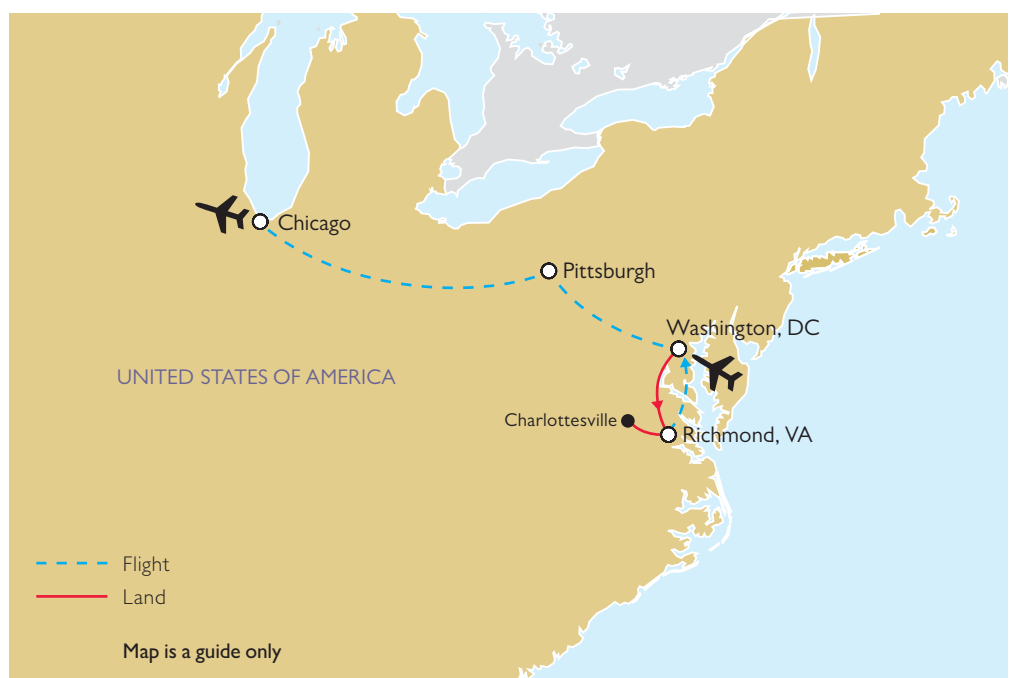 Chicago
Pittsburgh
Washington, DC
UNITED STATES OF AMERICA
Charlottesville
Richmond, VA
Flight
Land
Map is a guide only